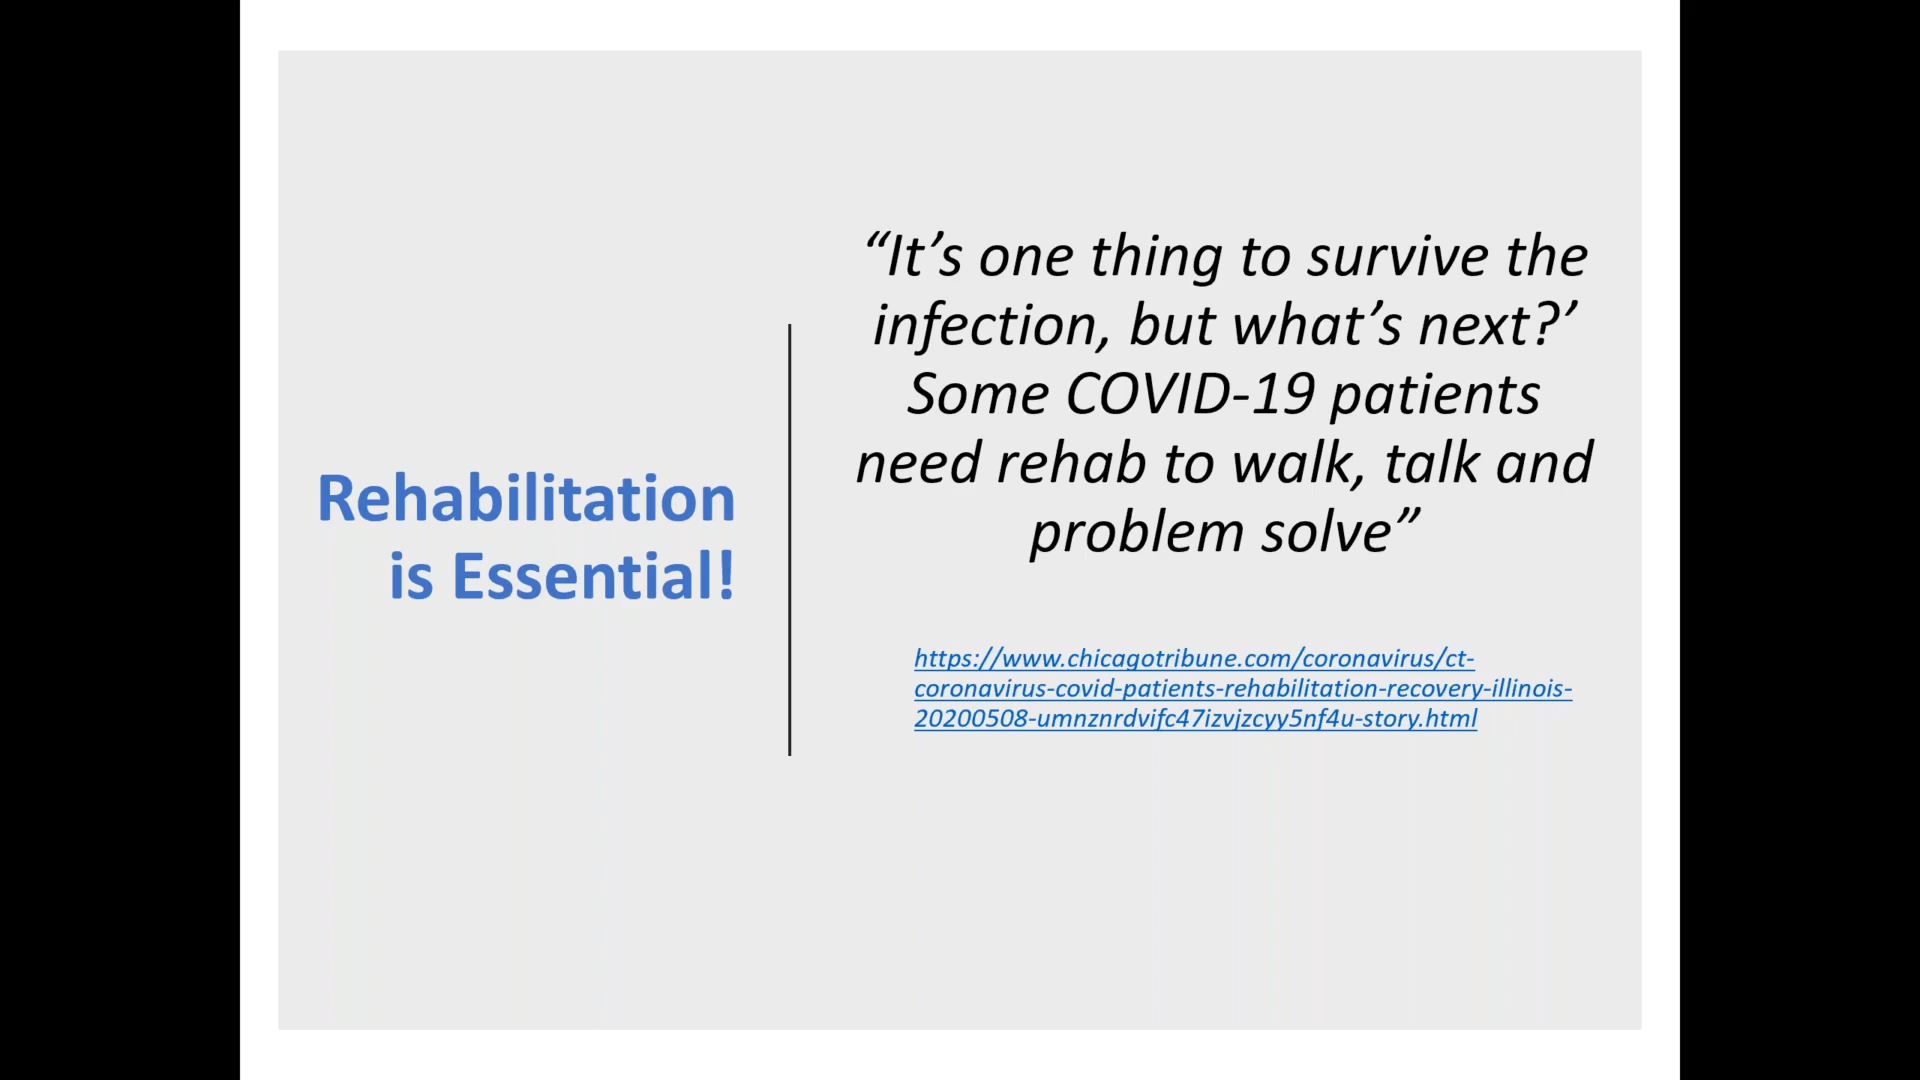 Rehabilitation
is Essential!
“It’s one thing to survive the
infection, but what’s next?’
Some COVID-19 patients
need rehab to walk, talk and
problem solve”
https://www.chicagotribune.com/coronavirus/ct-
coronavirus-covid-patients-rehabilitation-recovery-illinois-
20200508-umnznrdvifc47izvjzcyy5nf4u-story.html